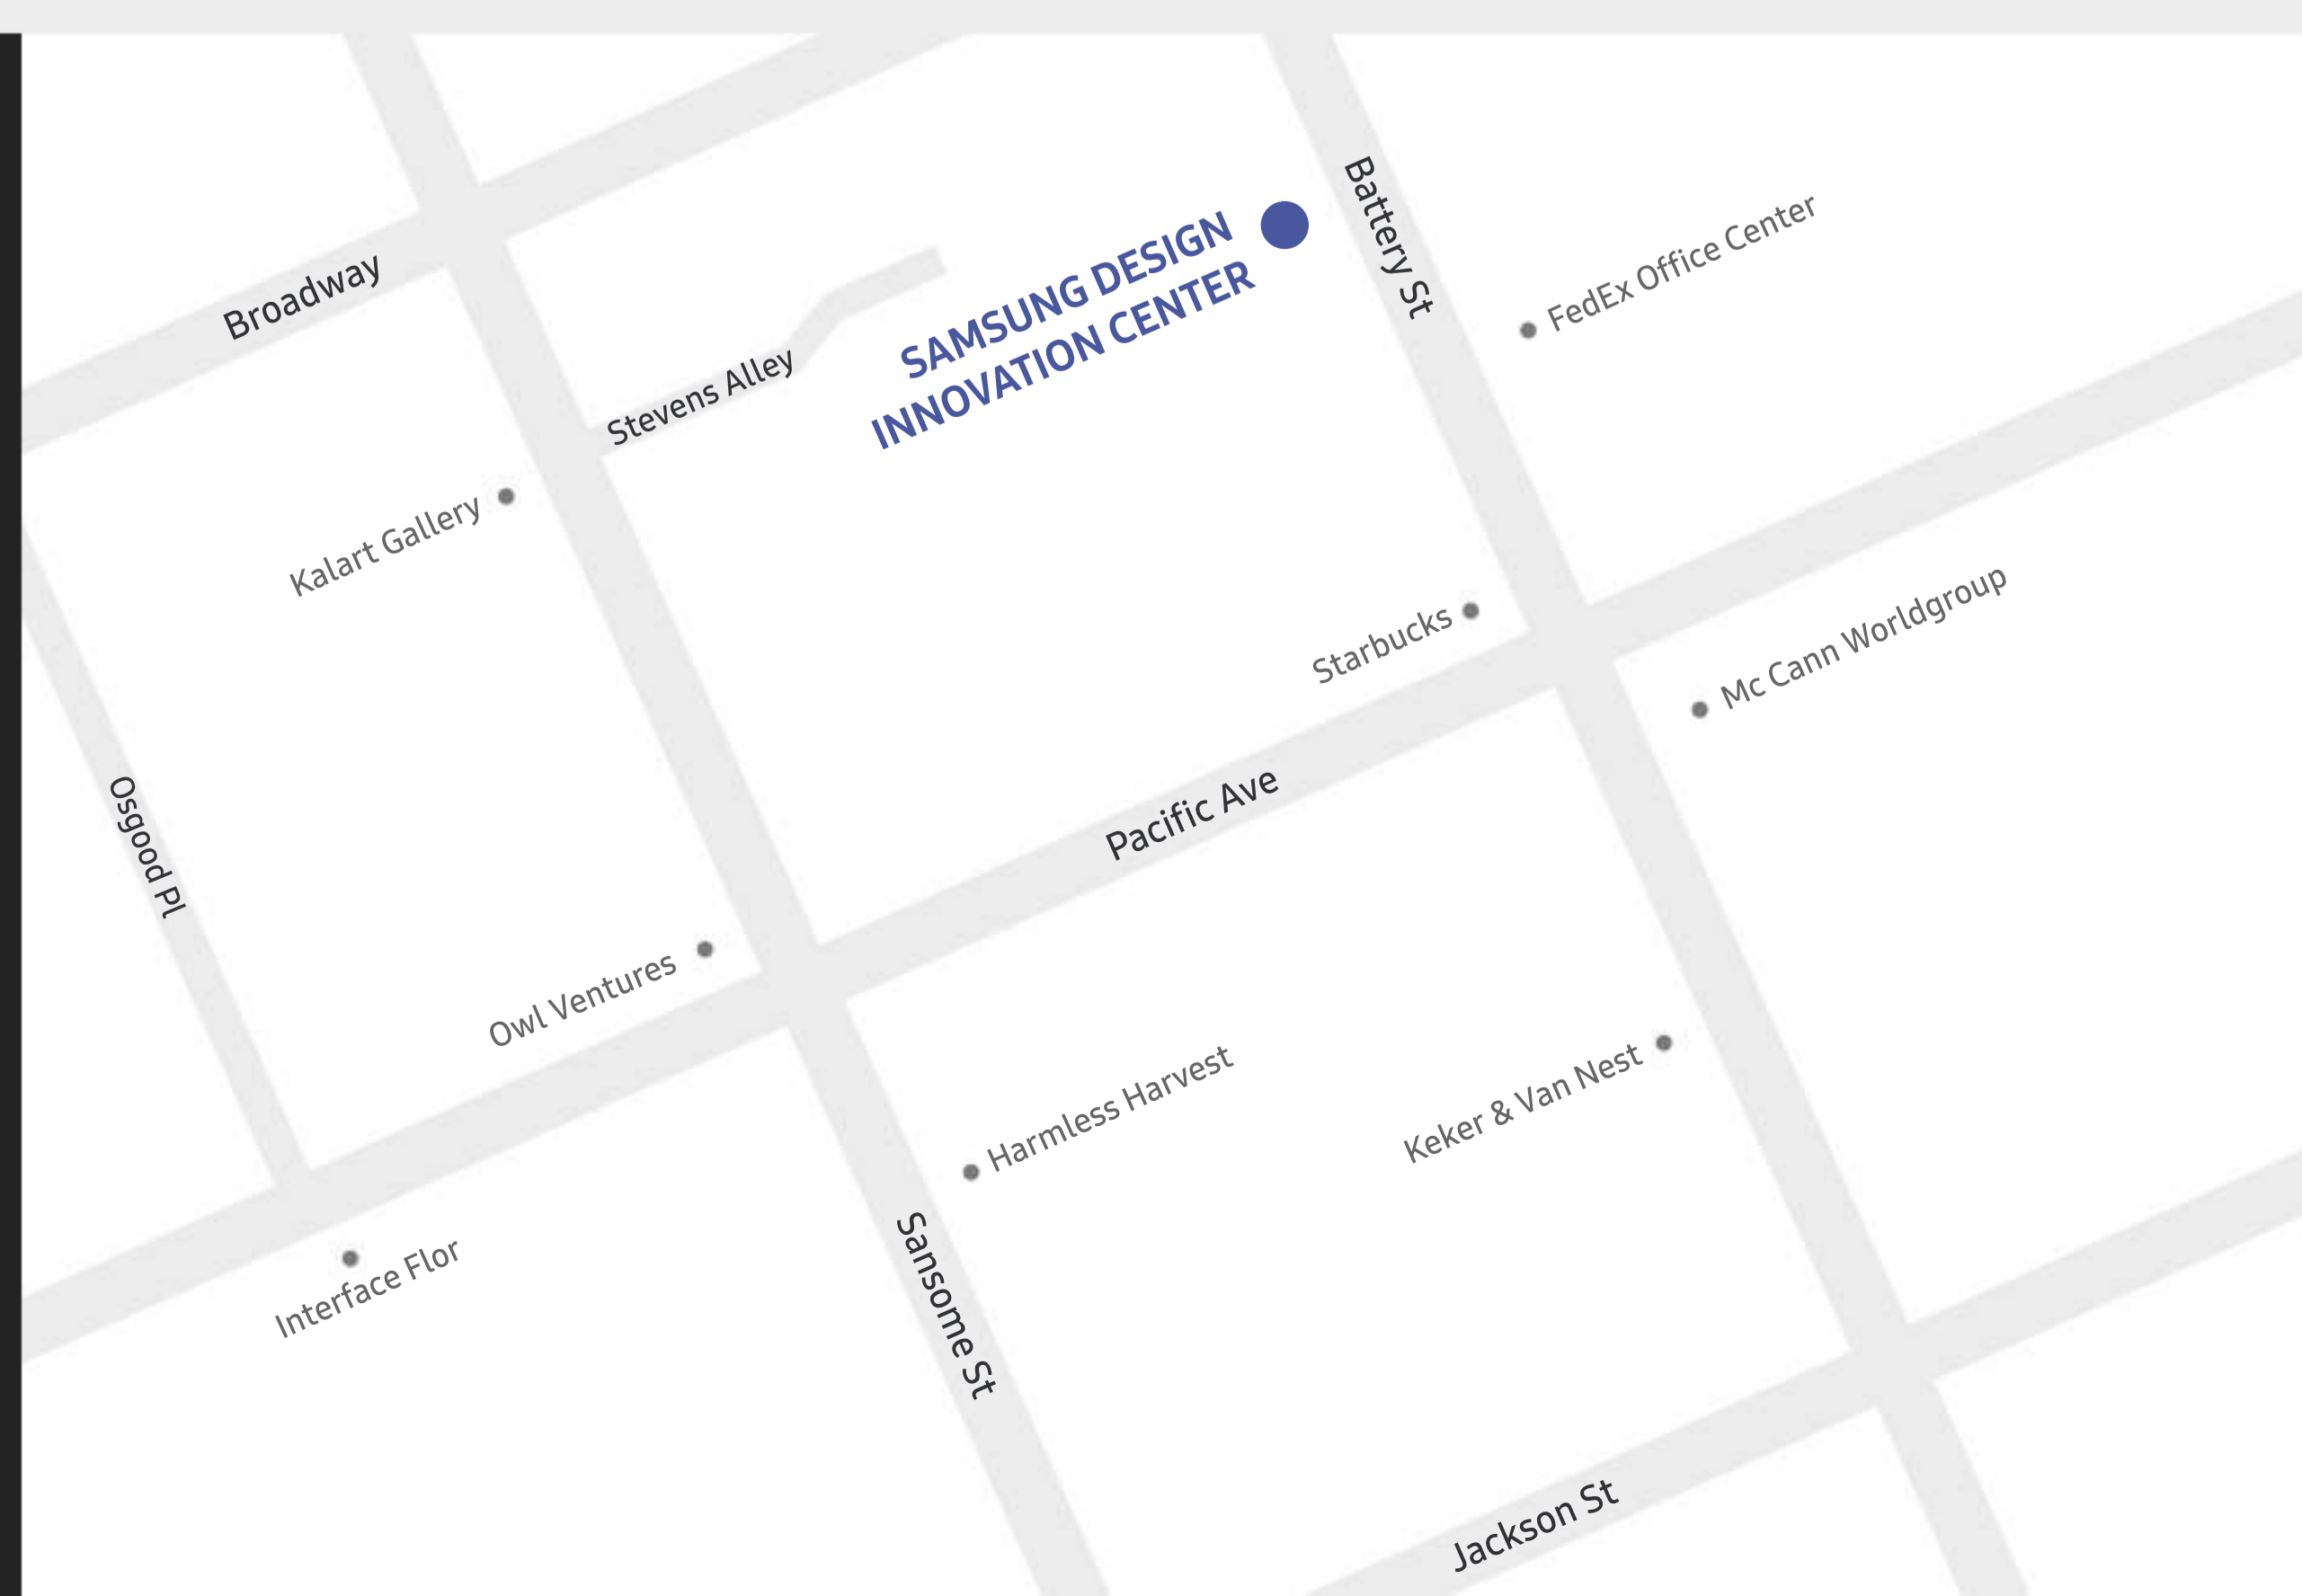 Broadway
Battery St
FedEx Office Center
SAMSUNG DESIGN
INNOVATION CENTER
Stevens Alley
Kalart Gallery
Starbucks
Mc Cann Worldgroup
Osgood Pl
Pacific Ave
Owl Ventures
Harmless Harvest
Keker & Van Nest
Interface Flor
Sansome St
Jackson St